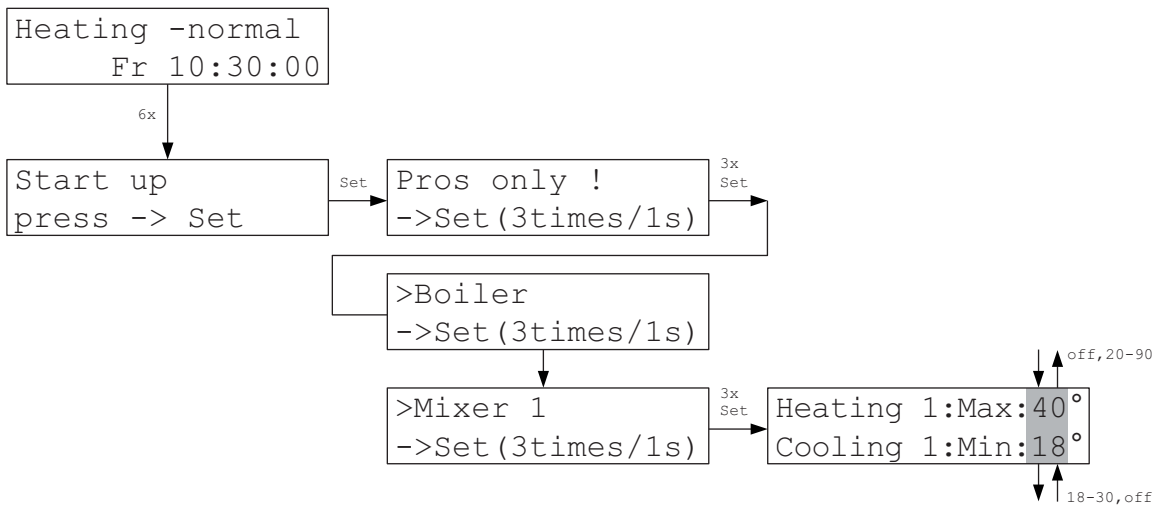 Heating -normal
Fr 10:30:00
6x
Start up
press -> Set
Set
Pros only !
->Set(3times/1s)
3x
Set
>Boiler
->Set(3times/1s)
>Mixer 1
->Set(3times/1s)
3x
Set
off,20-90
Heating 1:Max:40°
Cooling 1:Min:18°
18-30,off